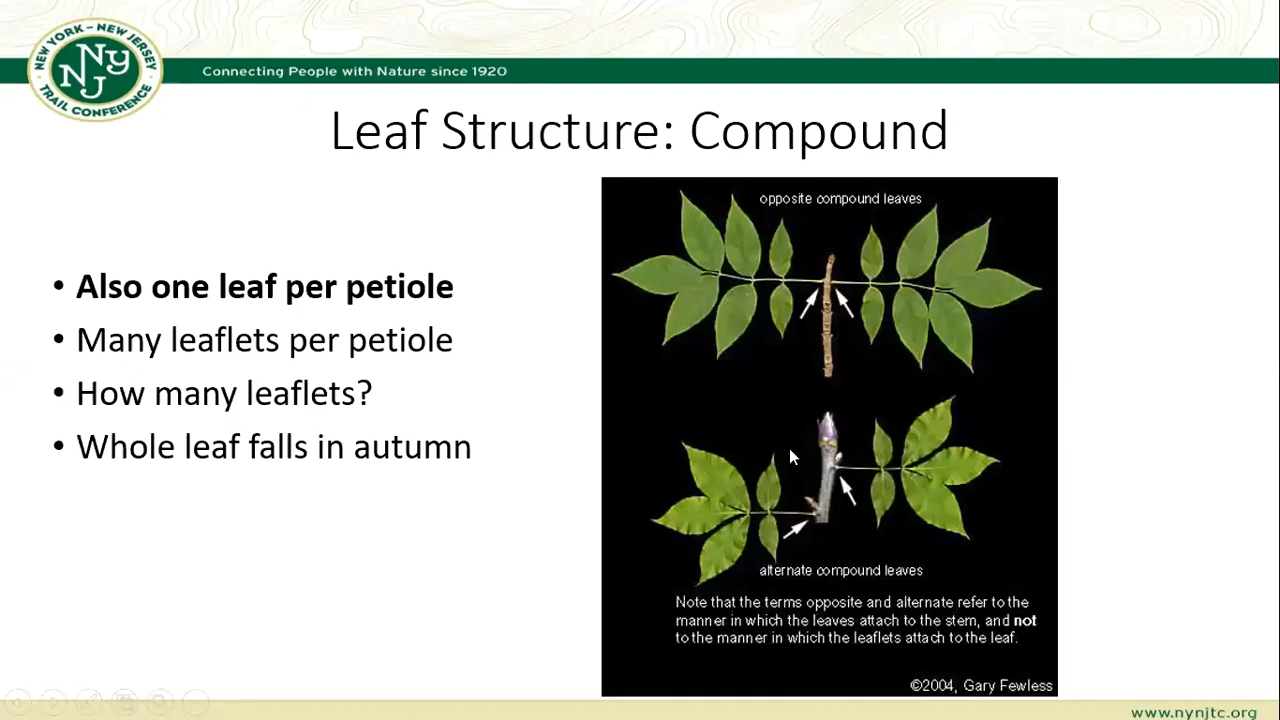 NEW YORK – NEW JERSEY
NY
NJ
TRAIL CONFERENCE
Connecting People with Nature since 1920
Leaf Structure: Compound
• Also one leaf per petiole
• Many leaflets per petiole
• How many leaflets?
• Whole leaf falls in autumn
opposite compound leaves
alternate compound leaves
Note that the terms opposite and alternate refer to the
manner in which the leaves attach to the stem, and not
to the manner in which the leaflets attach to the leaf.
©2004, Gary Fewless
www.nynjtc.org